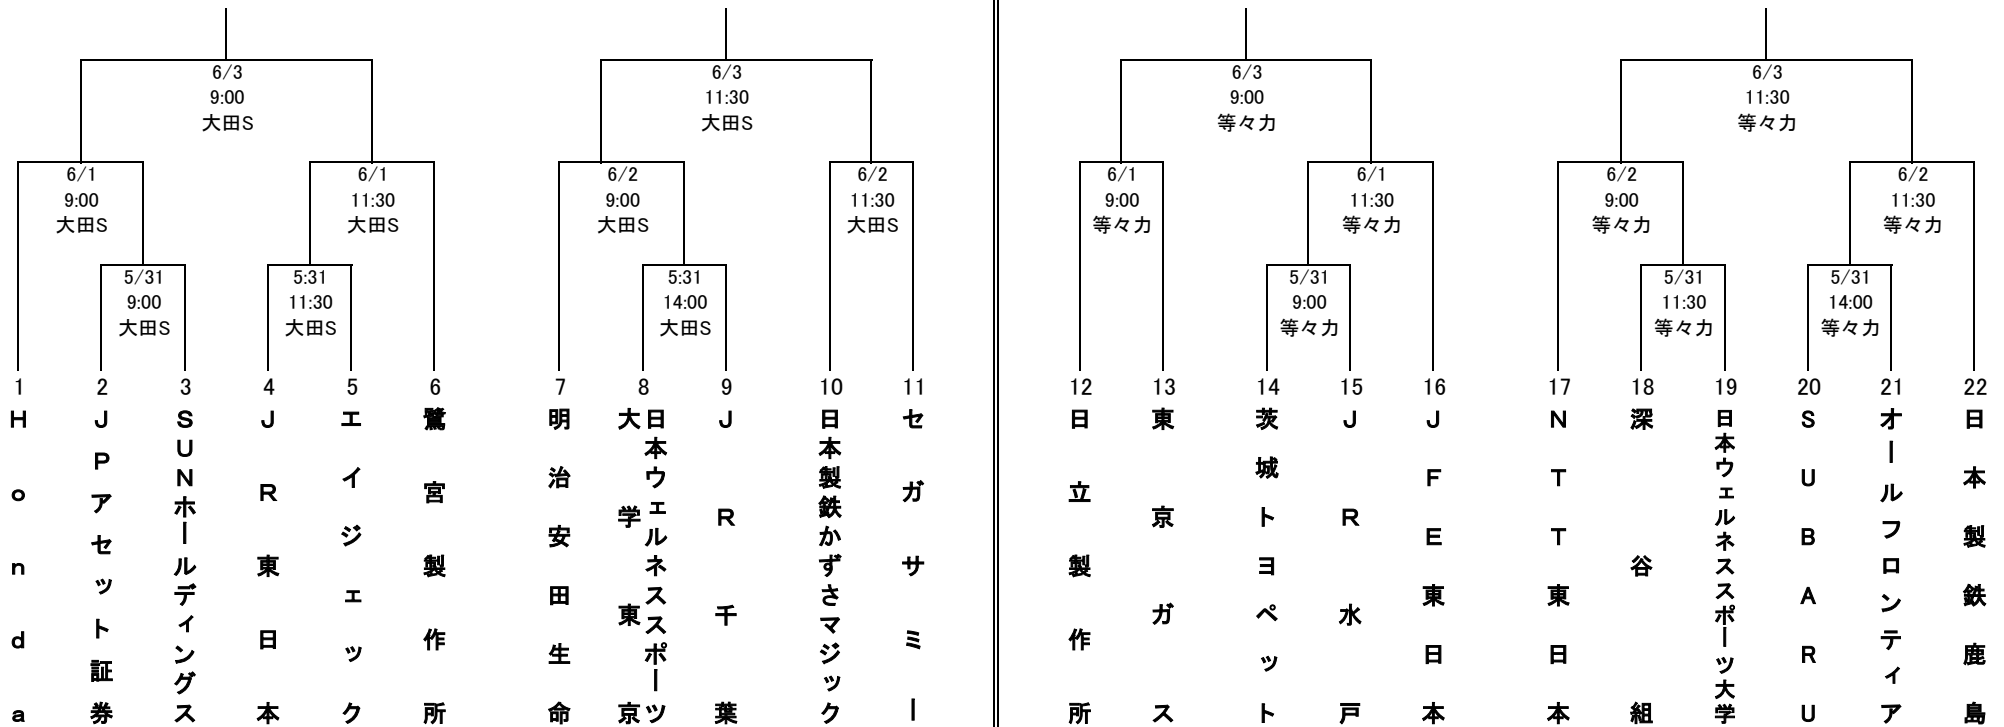 6/3
9:00
大田S
6/3
11:30
大田S
6/3
9:00
等々力
6/3
11:30
等々力
6/1
9:00
大田S
6/1
11:30
大田S
6/2
9:00
大田S
6/2
11:30
大田S
6/1
9:00
等々力
6/1
11:30
等々力
6/2
9:00
等々力
6/2
11:30
等々力
5/31
9:00
大田S
5:31
11:30
大田S
5:31
14:00
大田S
5/31
9:00
等々力
5/31
11:30
等々力
5/31
14:00
等々力
1
Honda
2
JPアセット証券
3
SUNホールディングス
4
JR東日本
5
エイジェック
6
鷺宮製作所
7
明治安田生命
8
日本ウェルネススポーツ
大学東京
9
JR千葉
10
日本製鉄かずさマジック
11
セガサミー
12
日立製作所
13
東京ガス
14
茨城トヨペット
15
JR水戸
16
JFE東日本
17
NTT東日本
18
深谷組
19
日本ウェルネススポーツ大学
20
SUBARU
21
オールフロンティア
22
日本製鉄鹿島